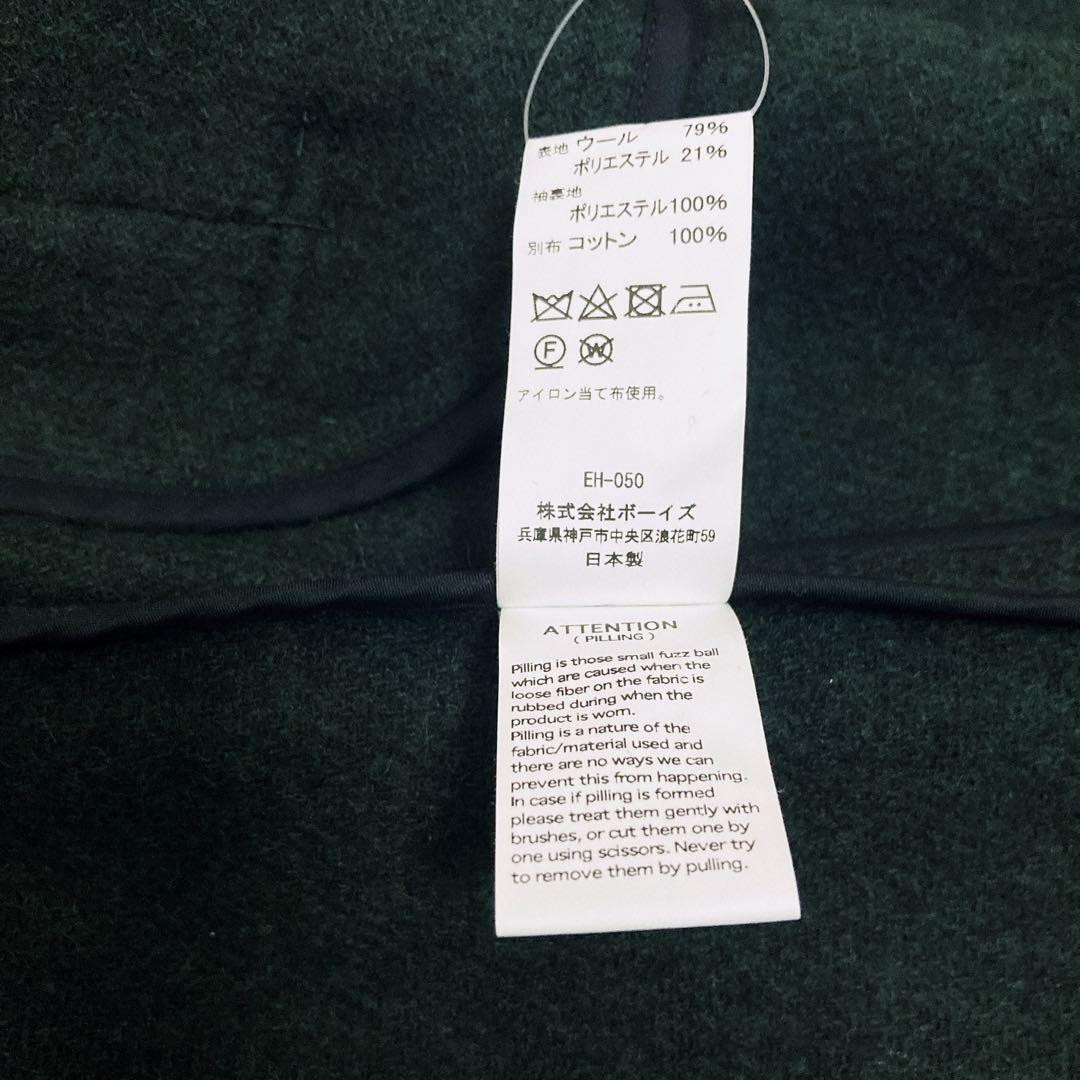 表地 ウール 79%
ポリエステル 21%
袖裏地
ポリエステル100%
別布 コットン 100%
F W
アイロン当て布使用。
EH-050
株式会社ボーイズ
兵庫県神戸市中央区浪花町59
日本製
ATTENTION
( PILLING )
Pilling is those small fuzz ball
which are caused when the
loose fiber on the fabric is
rubbed during when the
product is worn.
Pilling is a nature of the
fabric/material used and
there are no ways we can
prevent this from happening.
In case if pilling is formed
please treat them gently with
brushes, or cut them one by
one using scissors. Never try
to remove them by pulling.